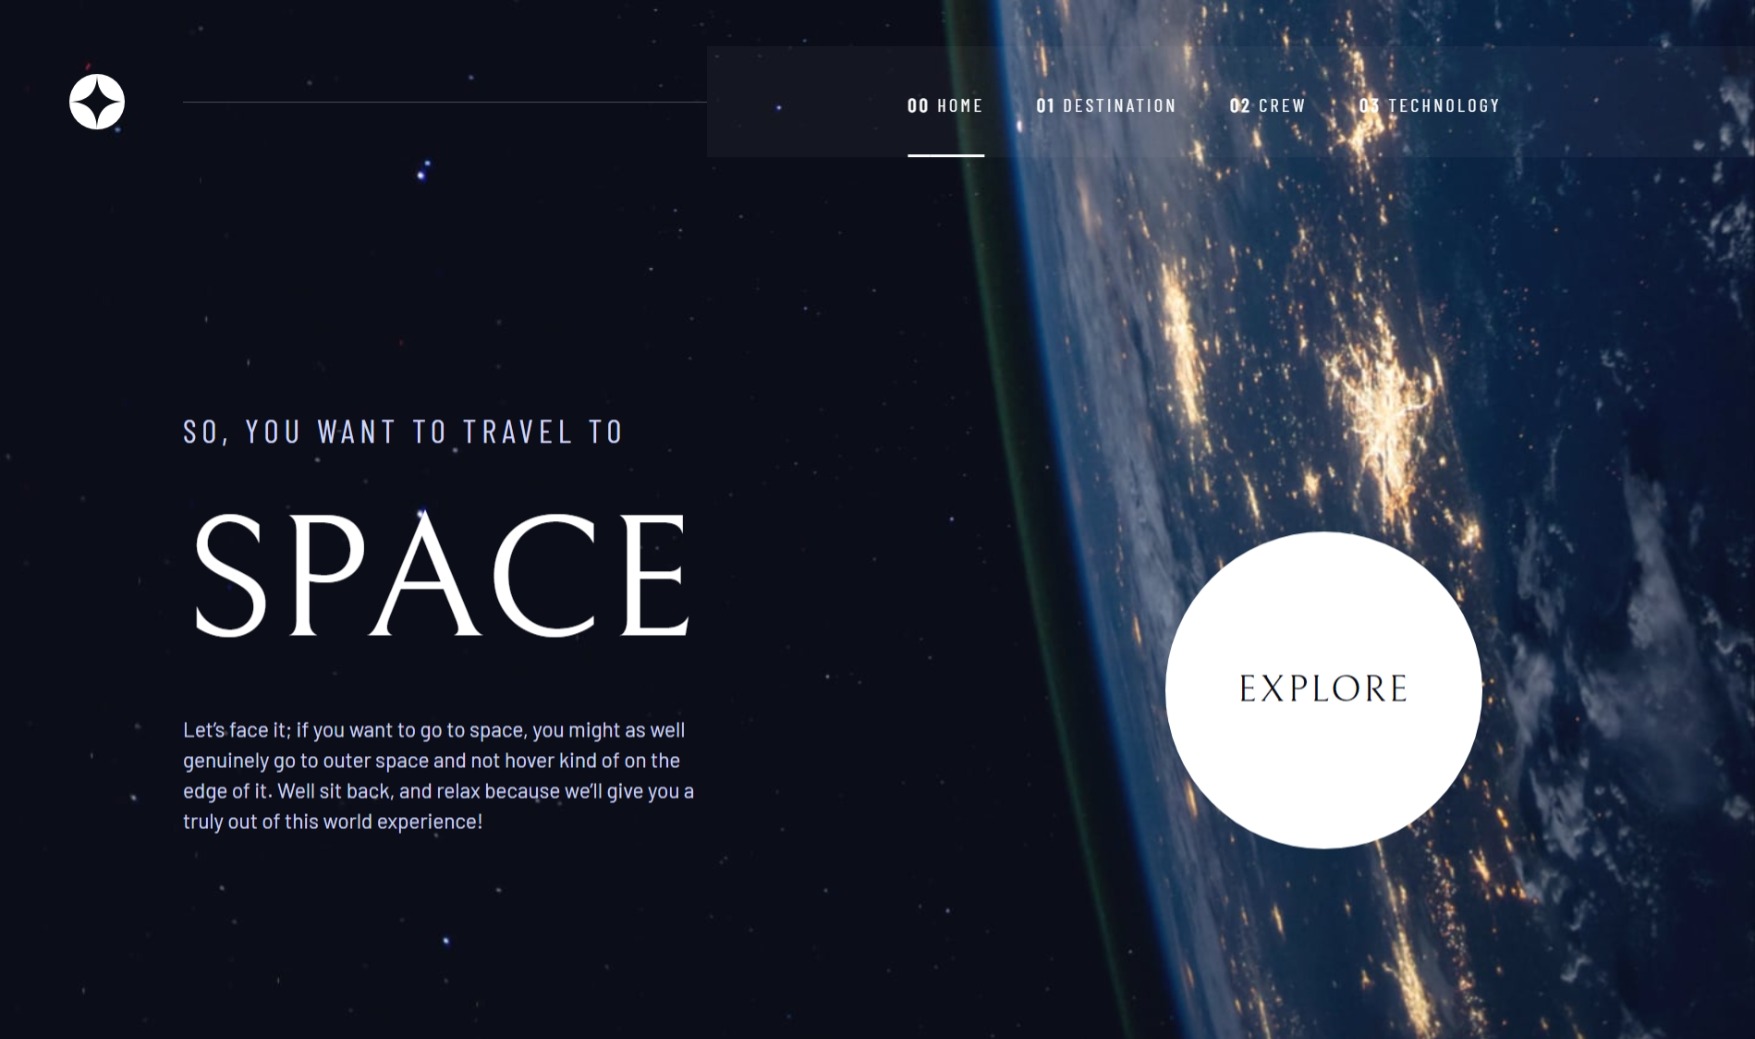 00 HOME 01 DESTINATION 02 CREW 03 TECHNOLOGY
SO, YOU WANT TO TRAVEL TO
SPACE
Let’s face it; if you want to go to space, you might as well
genuinely go to outer space and not hover kind of on the
edge of it. Well sit back, and relax because we’ll give you a
truly out of this world experience!
EXPLORE